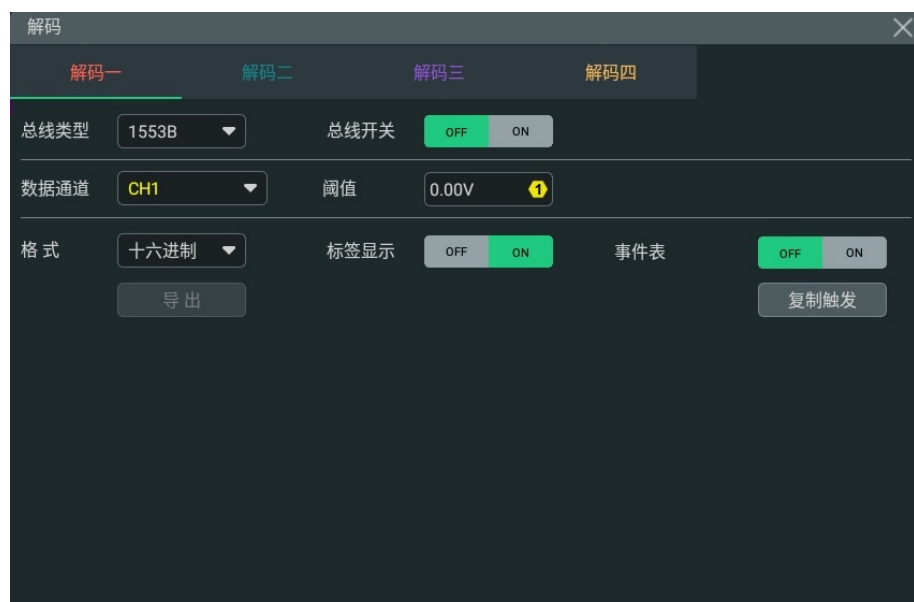 解码
解码一 解码二 解码三 解码四
总线类型 1553B 总线开关 OFF ON
数据通道 CH1 阈值 0.00V 1
格式 十六进制 标签显示 OFF ON 事件表 OFF ON
导出 复制触发